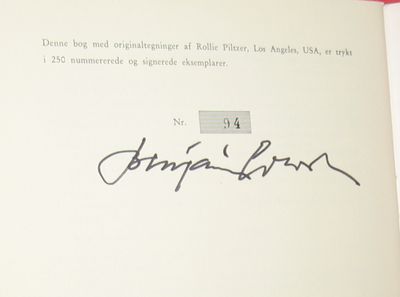 Denne bog med originaltegninger af Rollie Piltzer, Los Angeles, USA, er trykt
i 250 nummererede og signerede eksemplarer.
Nr. 94